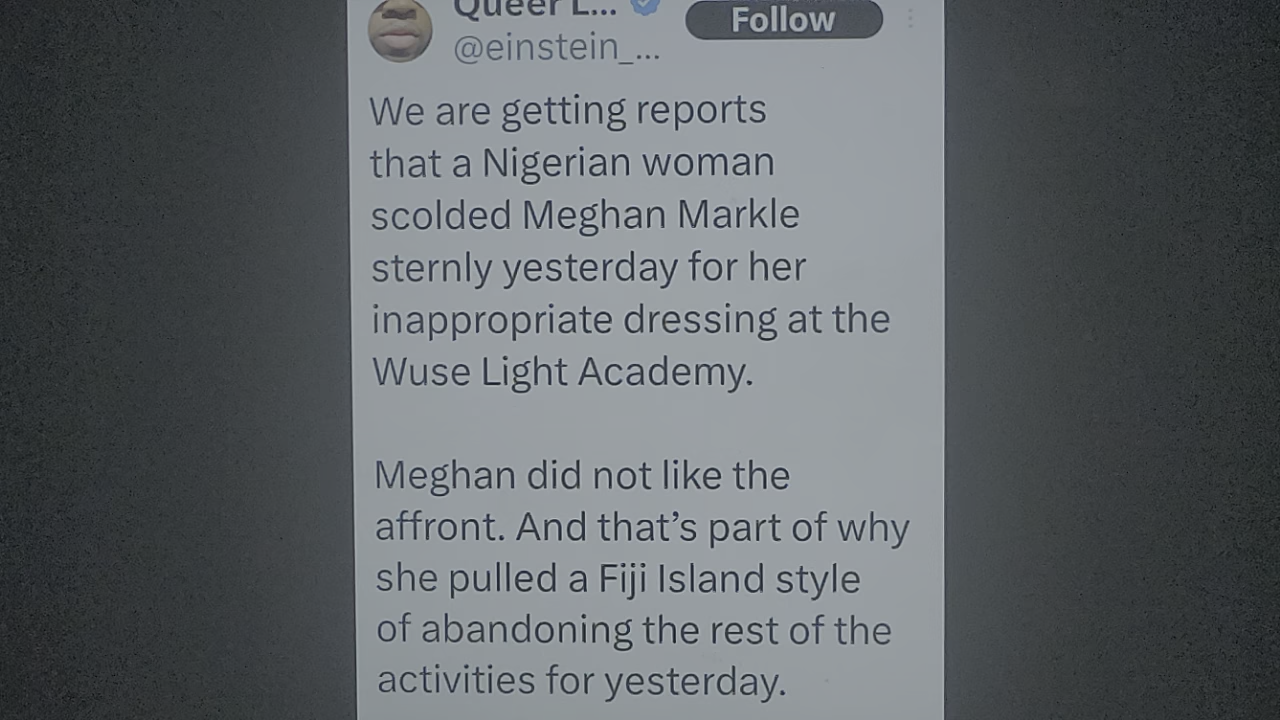 Queer L...
Follow
@einstein_...
We are getting reports
that a Nigerian woman
scolded Meghan Markle
sternly yesterday for her
inappropriate dressing at the
Wuse Light Academy.
Meghan did not like the
affront. And that's part of why
she pulled a Fiji Island style
of abandoning the rest of the
activities for yesterday.